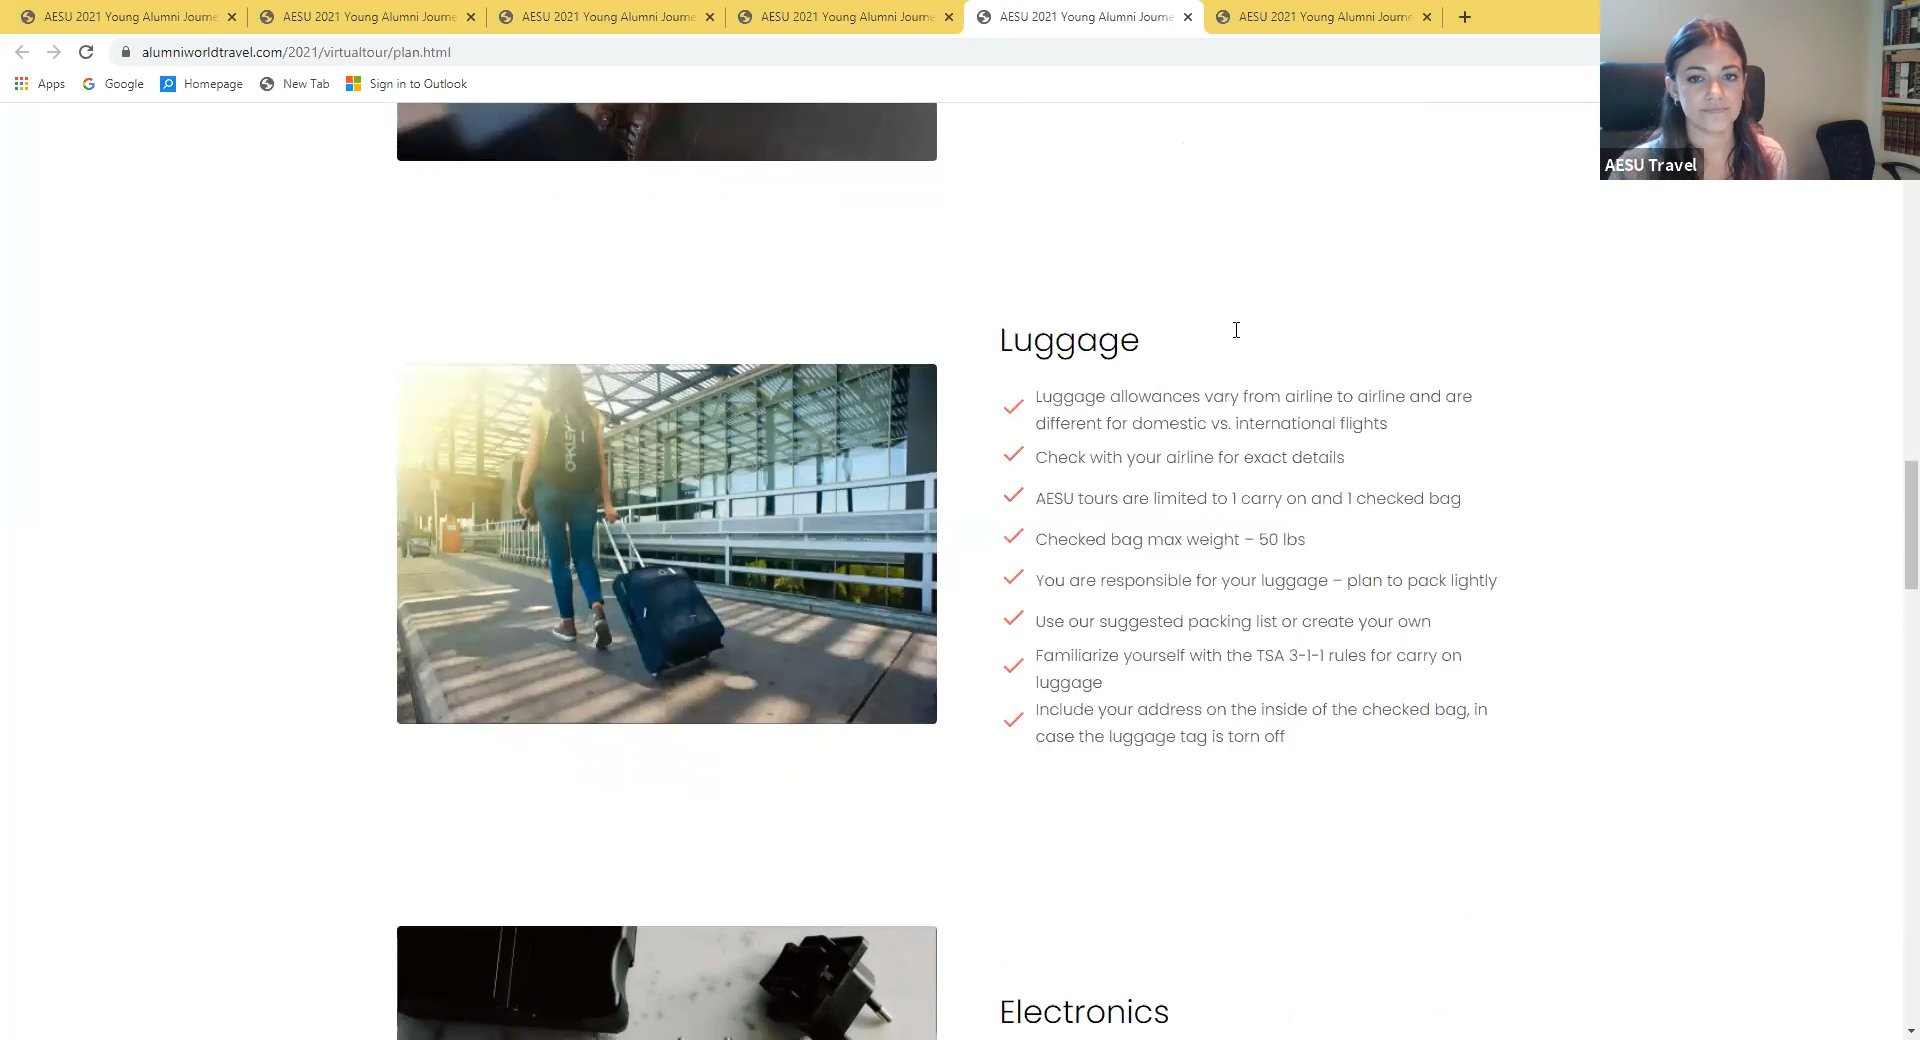 AESU 2021 Young Alumni Journe
AESU 2021 Young Alumni Journe
AESU 2021 Young Alumni Journe
AESU 2021 Young Alumni Journe
AESU 2021 Young Alumni Journe
AESU 2021 Young Alumni Journe
alumniworldtravel.com/2021/virtualtour/plan.html
Apps
Google
Homepage
New Tab
Sign in to Outlook
AESU Travel
Luggage
Luggage allowances vary from airline to airline and are
different for domestic vs. international flights
Check with your airline for exact details
AESU tours are limited to 1 carry on and 1 checked bag
Checked bag max weight – 50 lbs
You are responsible for your luggage – plan to pack lightly
Use our suggested packing list or create your own
Familiarize yourself with the TSA 3-1-1 rules for carry on
luggage
Include your address on the inside of the checked bag, in
case the luggage tag is torn off
OAKLEY
Electronics